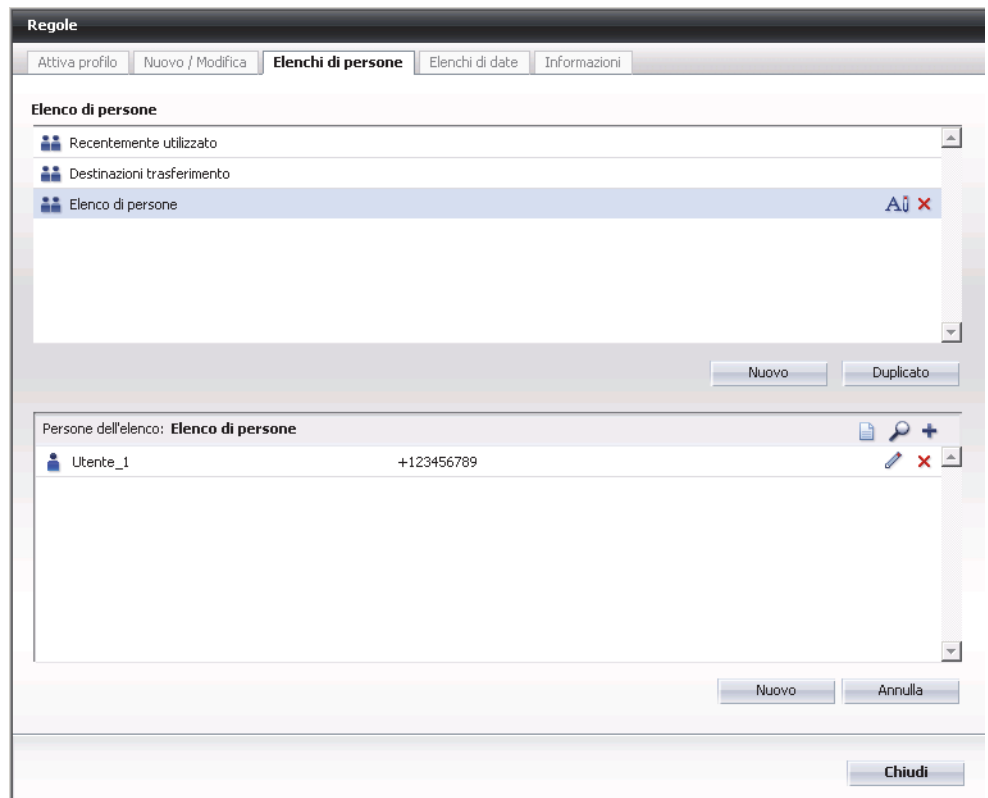 Regole
Attiva profilo Nuovo / Modifica Elenchi di persone Elenchi di date Informazioni
Elenco di persone
Recentemente utilizzato
Destinazioni trasferimento
Elenco di persone
Nuovo Duplicato
Persone dell'elenco: Elenco di persone
Utente_1 +123456789
Nuovo Annulla
Chiudi